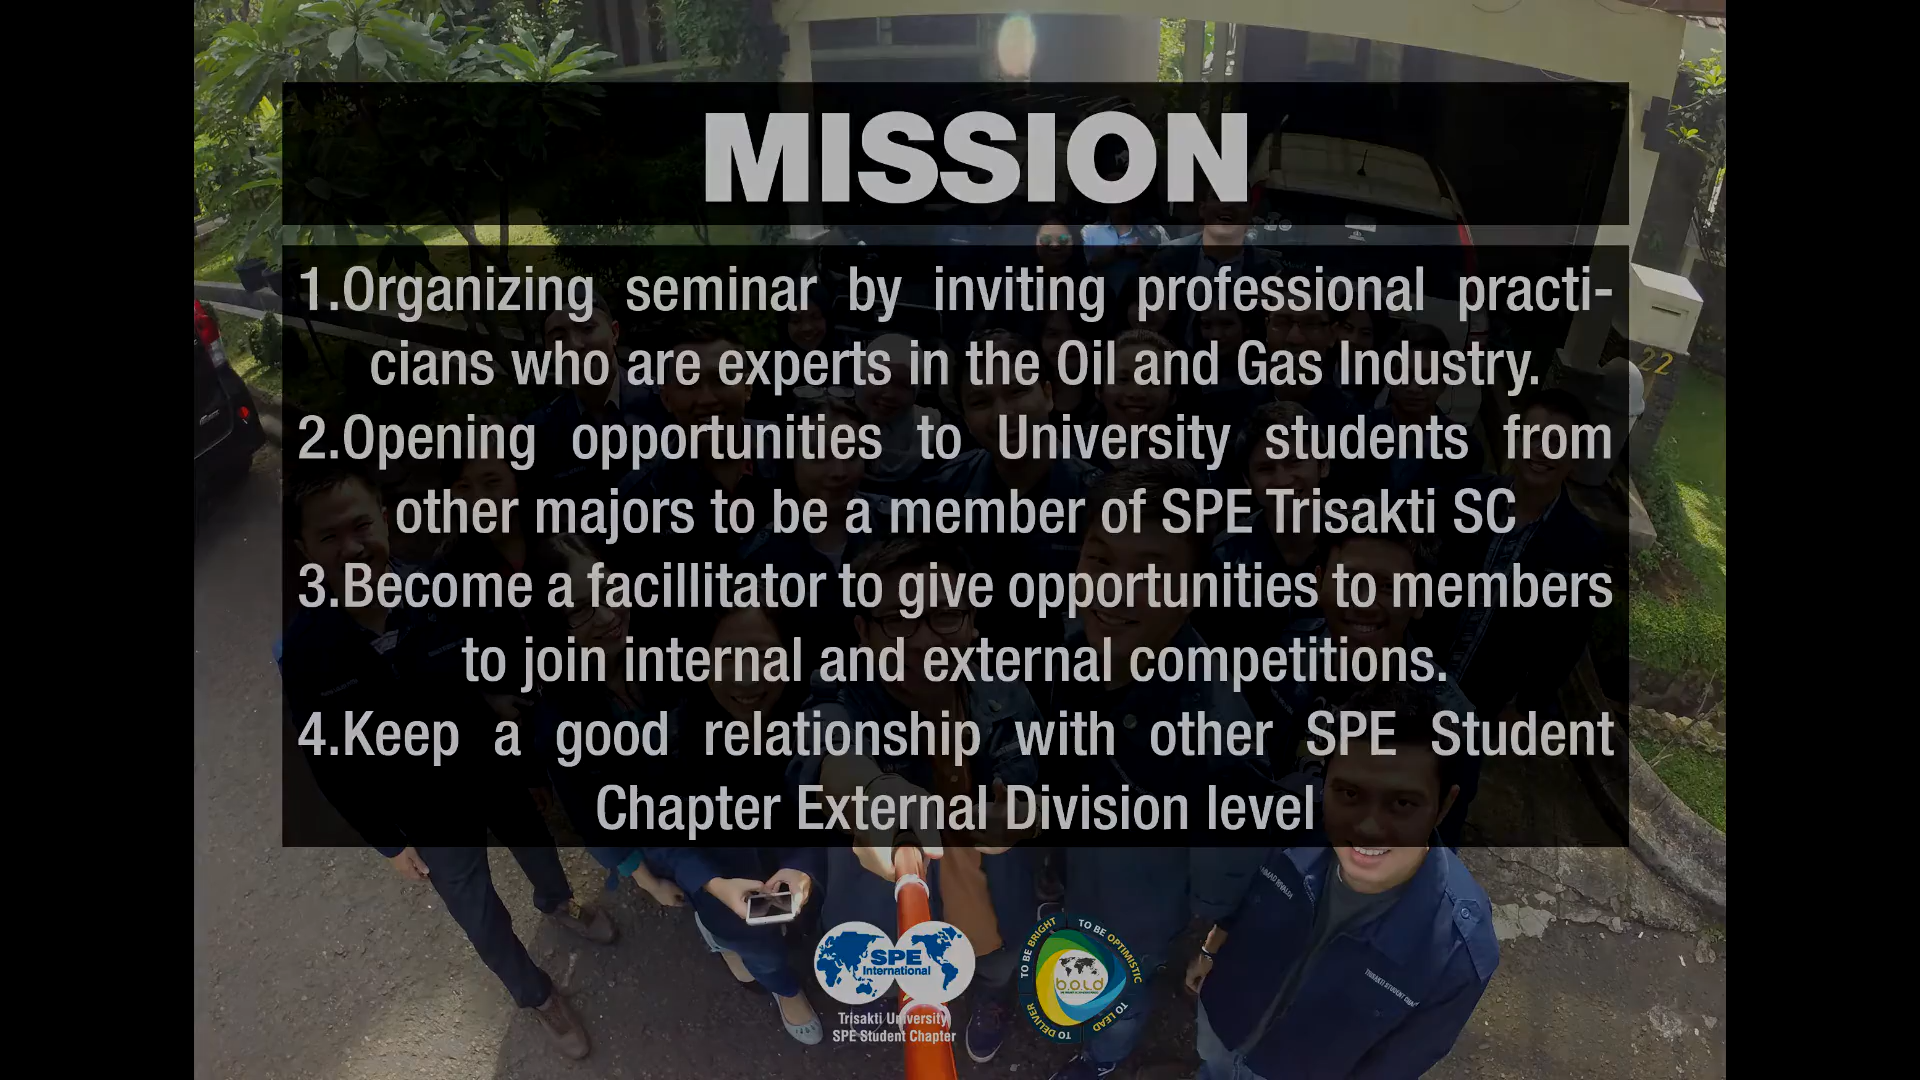 MISSION
1.Organizing seminar by inviting professional practi-
cians who are experts in the Oil and Gas Industry.
2.Opening opportunities to University students from
other majors to be a member of SPE Trisakti SC
3.Become a facillitator to give opportunities to members
to join internal and external competitions.
4.Keep a good relationship with other SPE Student
Chapter External Division level
22
SPE
International
Trisakti University
SPE Student Chapter
TO BE BRIGHT
TO BE OPTIMISTIC
TO LEAD
TO DELIVER
b.o.l.d